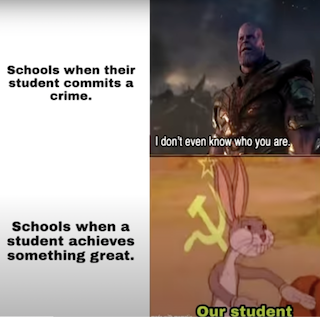 Schools when their
student commits a
crime.
I don't even know who you are.
Schools when a
student achieves
something great.
Our student